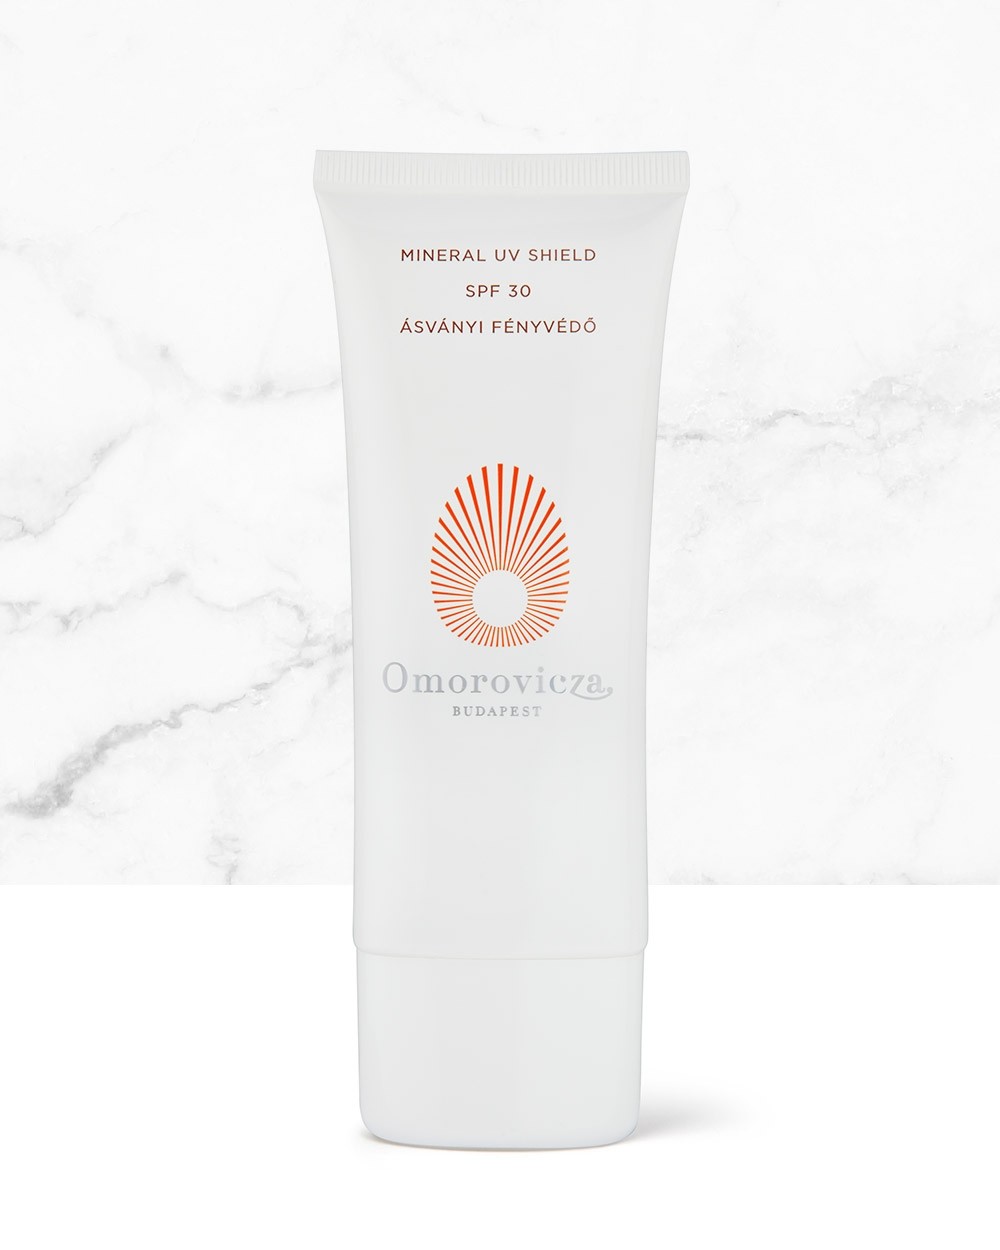 MINERAL UV SHIELD
SPF 30
ÁSVÁNYI FÉNYVÉDŐ
Omorovicza
BUDAPEST